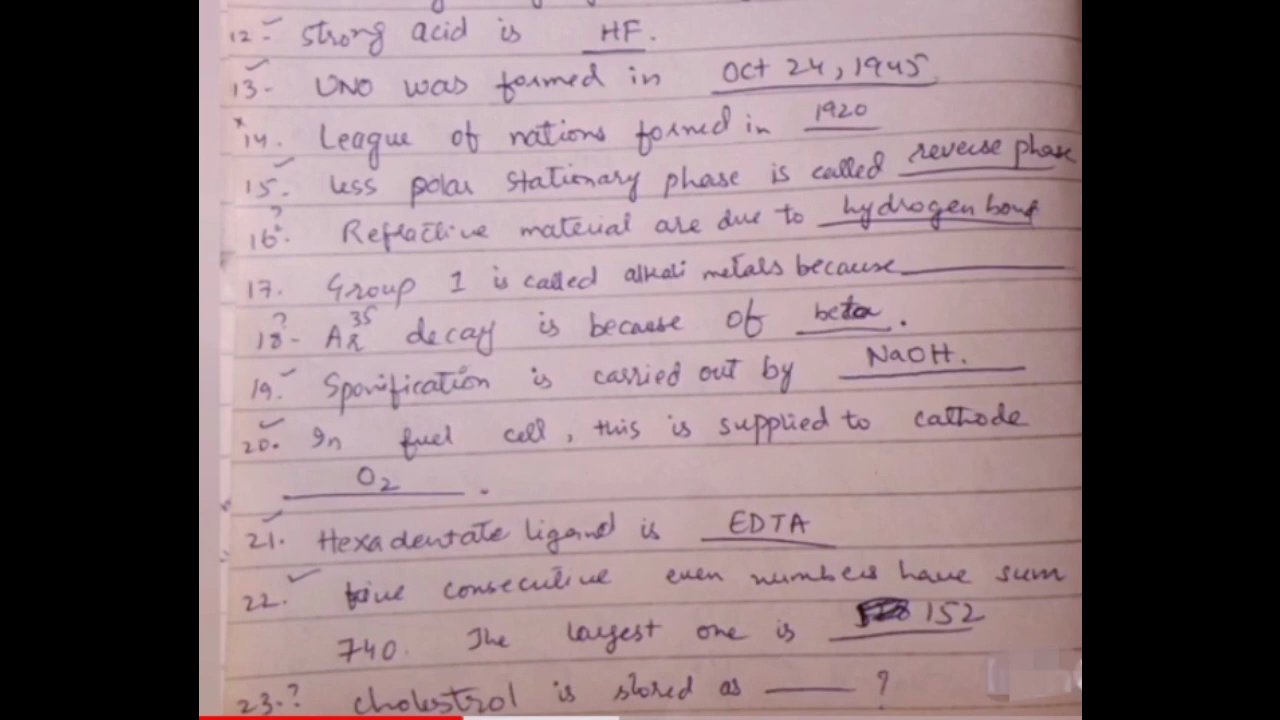 12- Strong acid is HF.
13- UNO was formed in Oct 24, 1945
14. League of nations formed in 1920
15. less polar stationary phase is called reverse phase
16. Reflactive material are due to hydrogen bond
17. Group 1 is called alkali metals because
18- Ar 35 decay is because of beta.
19. Sponification is carried out by NaOH.
20. In fuel cell, this is supplied to cathode
O2.
21. Hexadentate ligand is EDTA
22. five consecutive even numbers have sum
740. The largest one is 152
23.? Cholestrol is stored as ?